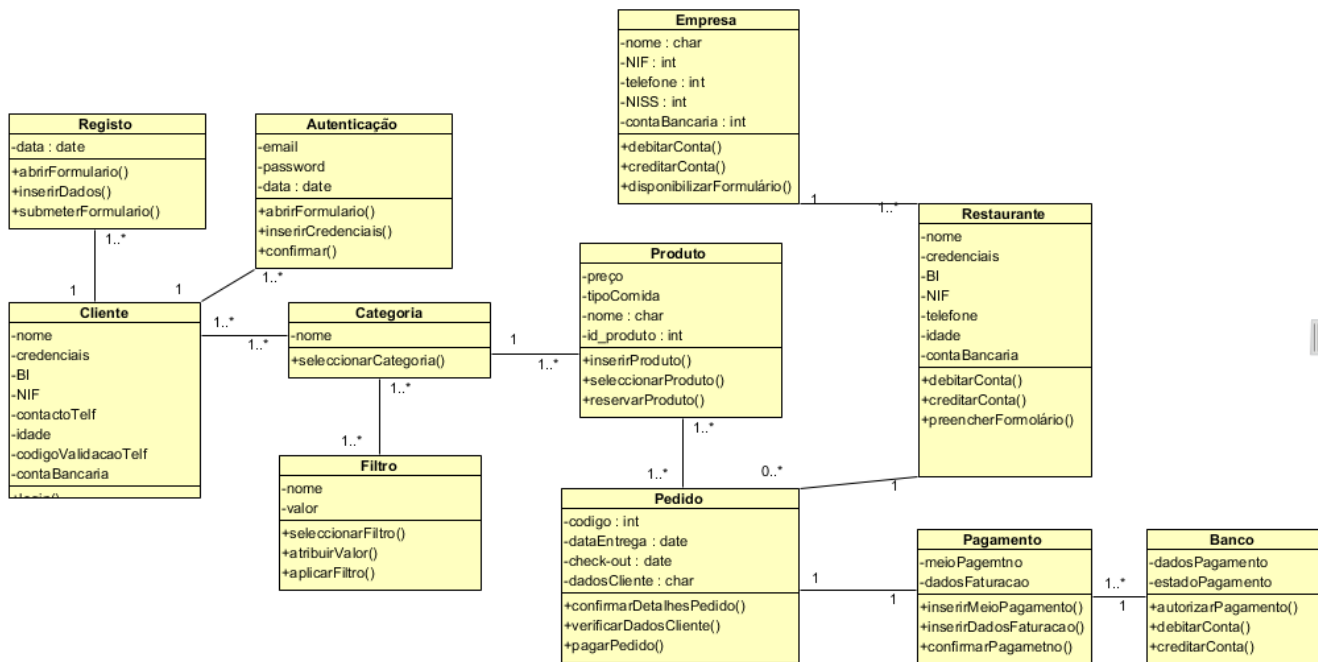 Empresa
-nome : char
-NIF : int
-telefone : int
-NISS : int
-contaBancaria : int
+debitarConta()
+creditarConta()
+disponibilizarFormulário()
1
1..*
Registo
-data : date
+abrirFormulario()
+inserirDados()
+submeterFormulario()
1..*
1
Autenticação
-email
-password
-data : date
+abrirFormulario()
+inserirCredenciais()
+confirmar()
1..*
1
Restaurante
-nome
-credenciais
-BI
-NIF
-telefone
-idade
-contaBancaria
+debitarConta()
+creditarConta()
+preencherFormolário()
1
0..*
Produto
-preço
-tipoComida
-nome : char
-id_produto : int
+inserirProduto()
+seleccionarProduto()
+reservarProduto()
1..*
1..*
Cliente
-nome
-credenciais
-BI
-NIF
-contactoTelf
-idade
-codigoValidacaoTelf
-contaBancaria
1..*
1..*
Categoria
-nome
+seleccionarCategoria()
1
1..*
1..*
1..*
Filtro
-nome
-valor
+seleccionarFiltro()
+atribuirValor()
+aplicarFiltro()
Pedido
-codigo : int
-dataEntrega : date
-check-out : date
-dadosCliente : char
+confirmarDetalhesPedido()
+verificarDadosCliente()
+pagarPedido()
1
1
Pagamento
-meioPagemtno
-dadosFaturacao
+inserirMeioPagamento()
+inserirDadosFaturacao()
+confirmarPagametno()
1..*
1
Banco
-dadosPagamento
-estadoPagamento
+autorizarPagamento()
+debitarConta()
+creditarConta()